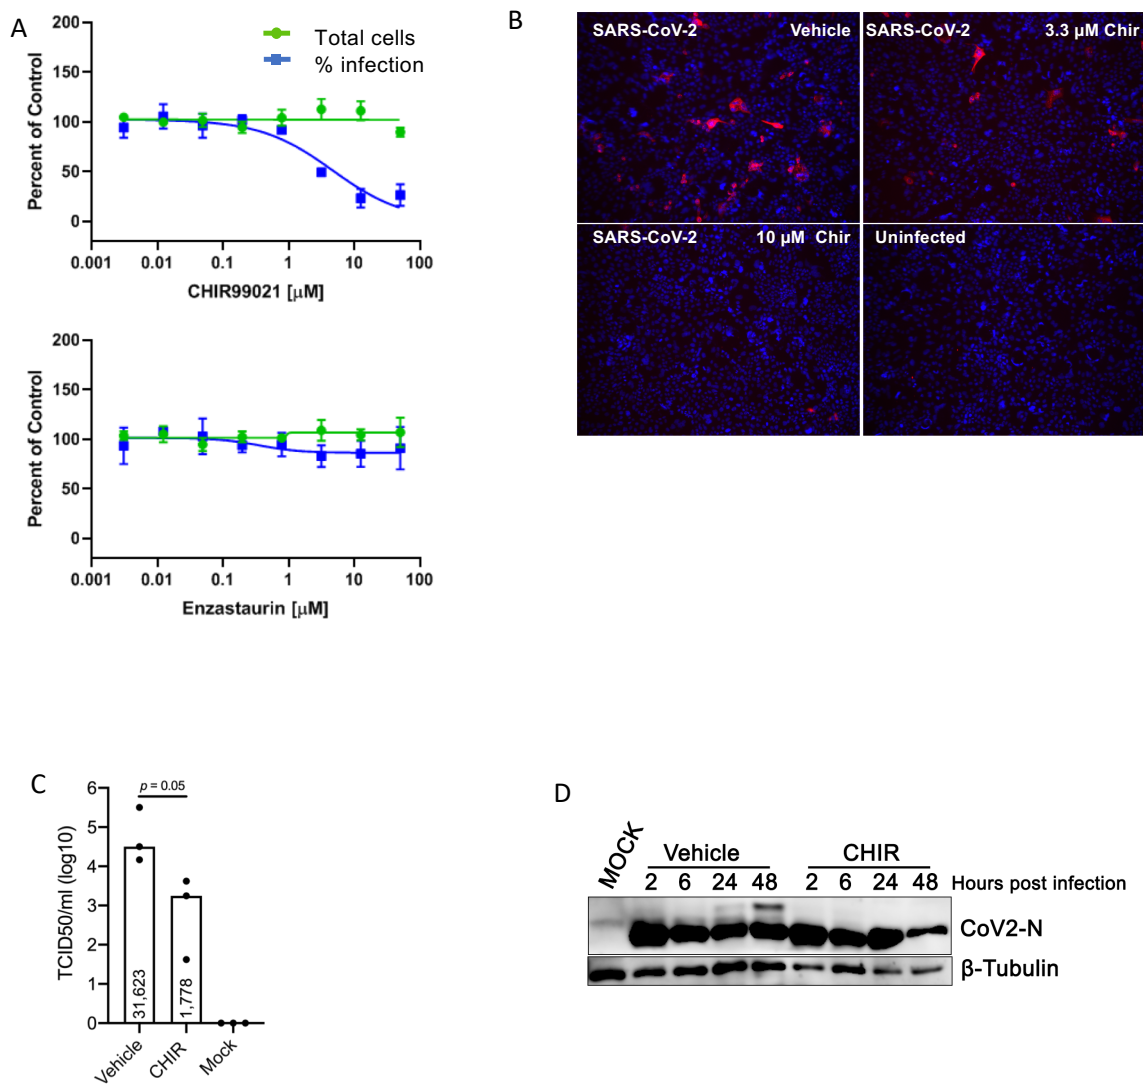 A
200
150
100
50
0
Percent of Control
Total cells
% infection
0.001 0.01 0.1 1 10 100
CHIR99021 [μM]
200
150
100
50
0
Percent of Control
0.001 0.01 0.1 1 10 100
Enzastaurin [μM]
B
SARS-CoV-2 Vehicle
SARS-CoV-2 3.3 μM Chir
SARS-CoV-2 10 μM Chir
Uninfected
C
6
5
4
3
2
1
0
TCID50/ml (log10)
p = 0.05
31,623
1,778
Vehicle
CHIR
Mock
D
MOCK
Vehicle CHIR
2 6 24 48 2 6 24 48 Hours post infection
CoV2-N
β-Tubulin